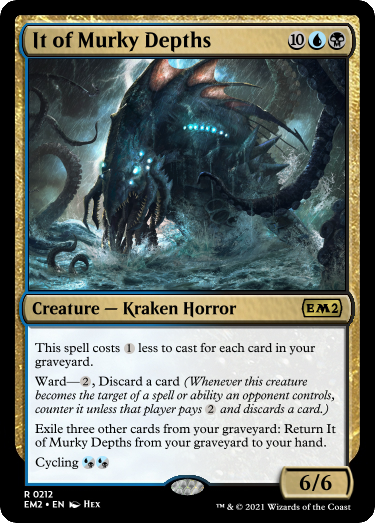 It of Murky Depths 10
Creature — Kraken Horror EM2
This spell costs 1 less to cast for each card in your
graveyard.
Ward—2, Discard a card (Whenever this creature
becomes the target of a spell or ability an opponent controls,
counter it unless that player pays 2 and discards a card.)
Exile three other cards from your graveyard: Return It
of Murky Depths from your graveyard to your hand.
Cycling
6/6
R 0212
EM2 • EN Hex
™ & © 2021 Wizards of the Coast